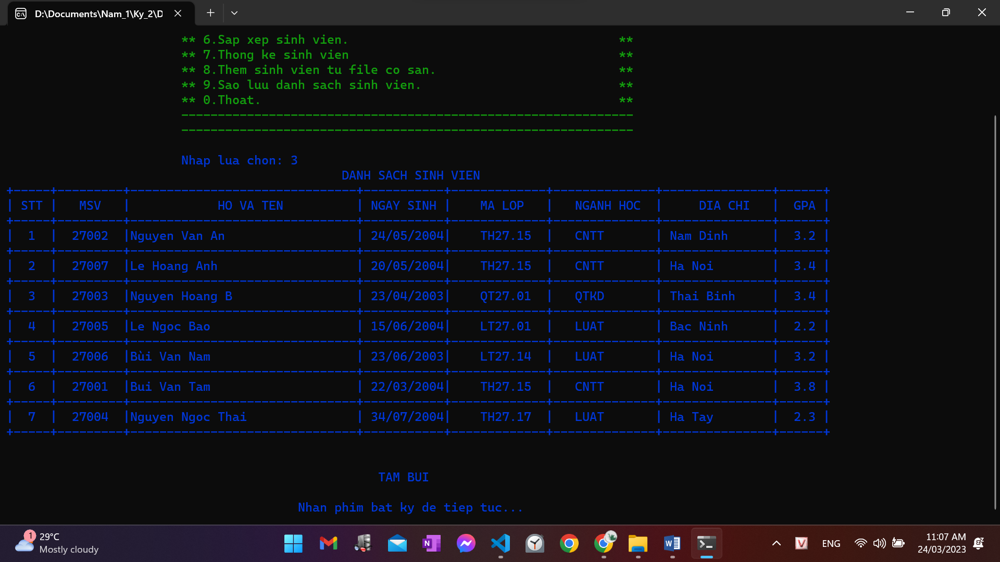 D:\Documents\Nam_1\Ky_2\D
** 6.Sap xep sinh vien. **
** 7.Thong ke sinh vien **
** 8.Them sinh vien tu file co san. **
** 9.Sao luu danh sach sinh vien. **
** 0.Thoat. **
Nhap lua chon: 3
DANH SACH SINH VIEN
| STT | MSV | HO VA TEN | NGAY SINH | MA LOP | NGANH HOC | DIA CHI | GPA |
| 1 | 27002 |Nguyen Van An | 24/05/2004| TH27.15 | CNTT | Nam Dinh | 3.2 |
| 2 | 27007 |Le Hoang Anh | 20/05/2004| TH27.15 | CNTT | Ha Noi | 3.4 |
| 3 | 27003 |Nguyen Hoang B | 23/04/2003| QT27.01 | QTKD | Thai Binh | 3.4 |
| 4 | 27005 |Le Ngoc Bao | 15/06/2004| LT27.01 | LUAT | Bac Ninh | 2.2 |
| 5 | 27006 |Bùi Van Nam | 23/06/2003| LT27.14 | LUAT | Ha Noi | 3.2 |
| 6 | 27001 |Bui Van Tam | 22/03/2004| TH27.15 | CNTT | Ha Noi | 3.8 |
| 7 | 27004 |Nguyen Ngoc Thai | 34/07/2004| TH27.17 | LUAT | Ha Tay | 2.3 |
TAM BUI
Nhan phim bat ky de tiep tuc...
1
29°C
Mostly cloudy
ENG
11:07 AM
24/03/2023